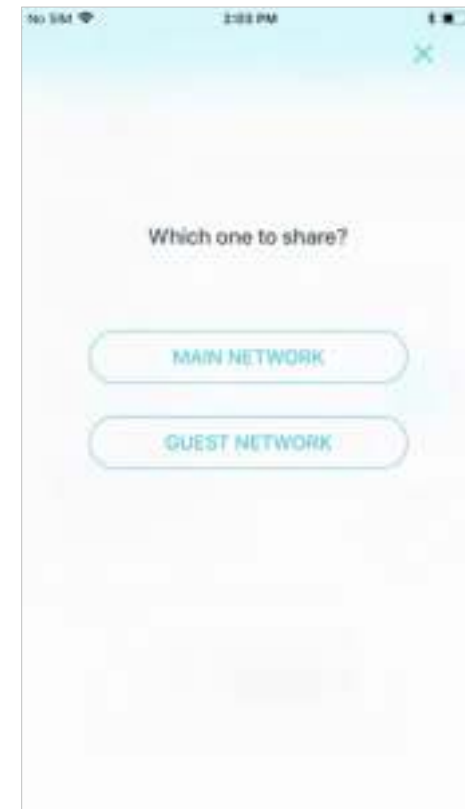 No SIM
2:03 PM
Which one to share?
MAIN NETWORK
GUEST NETWORK